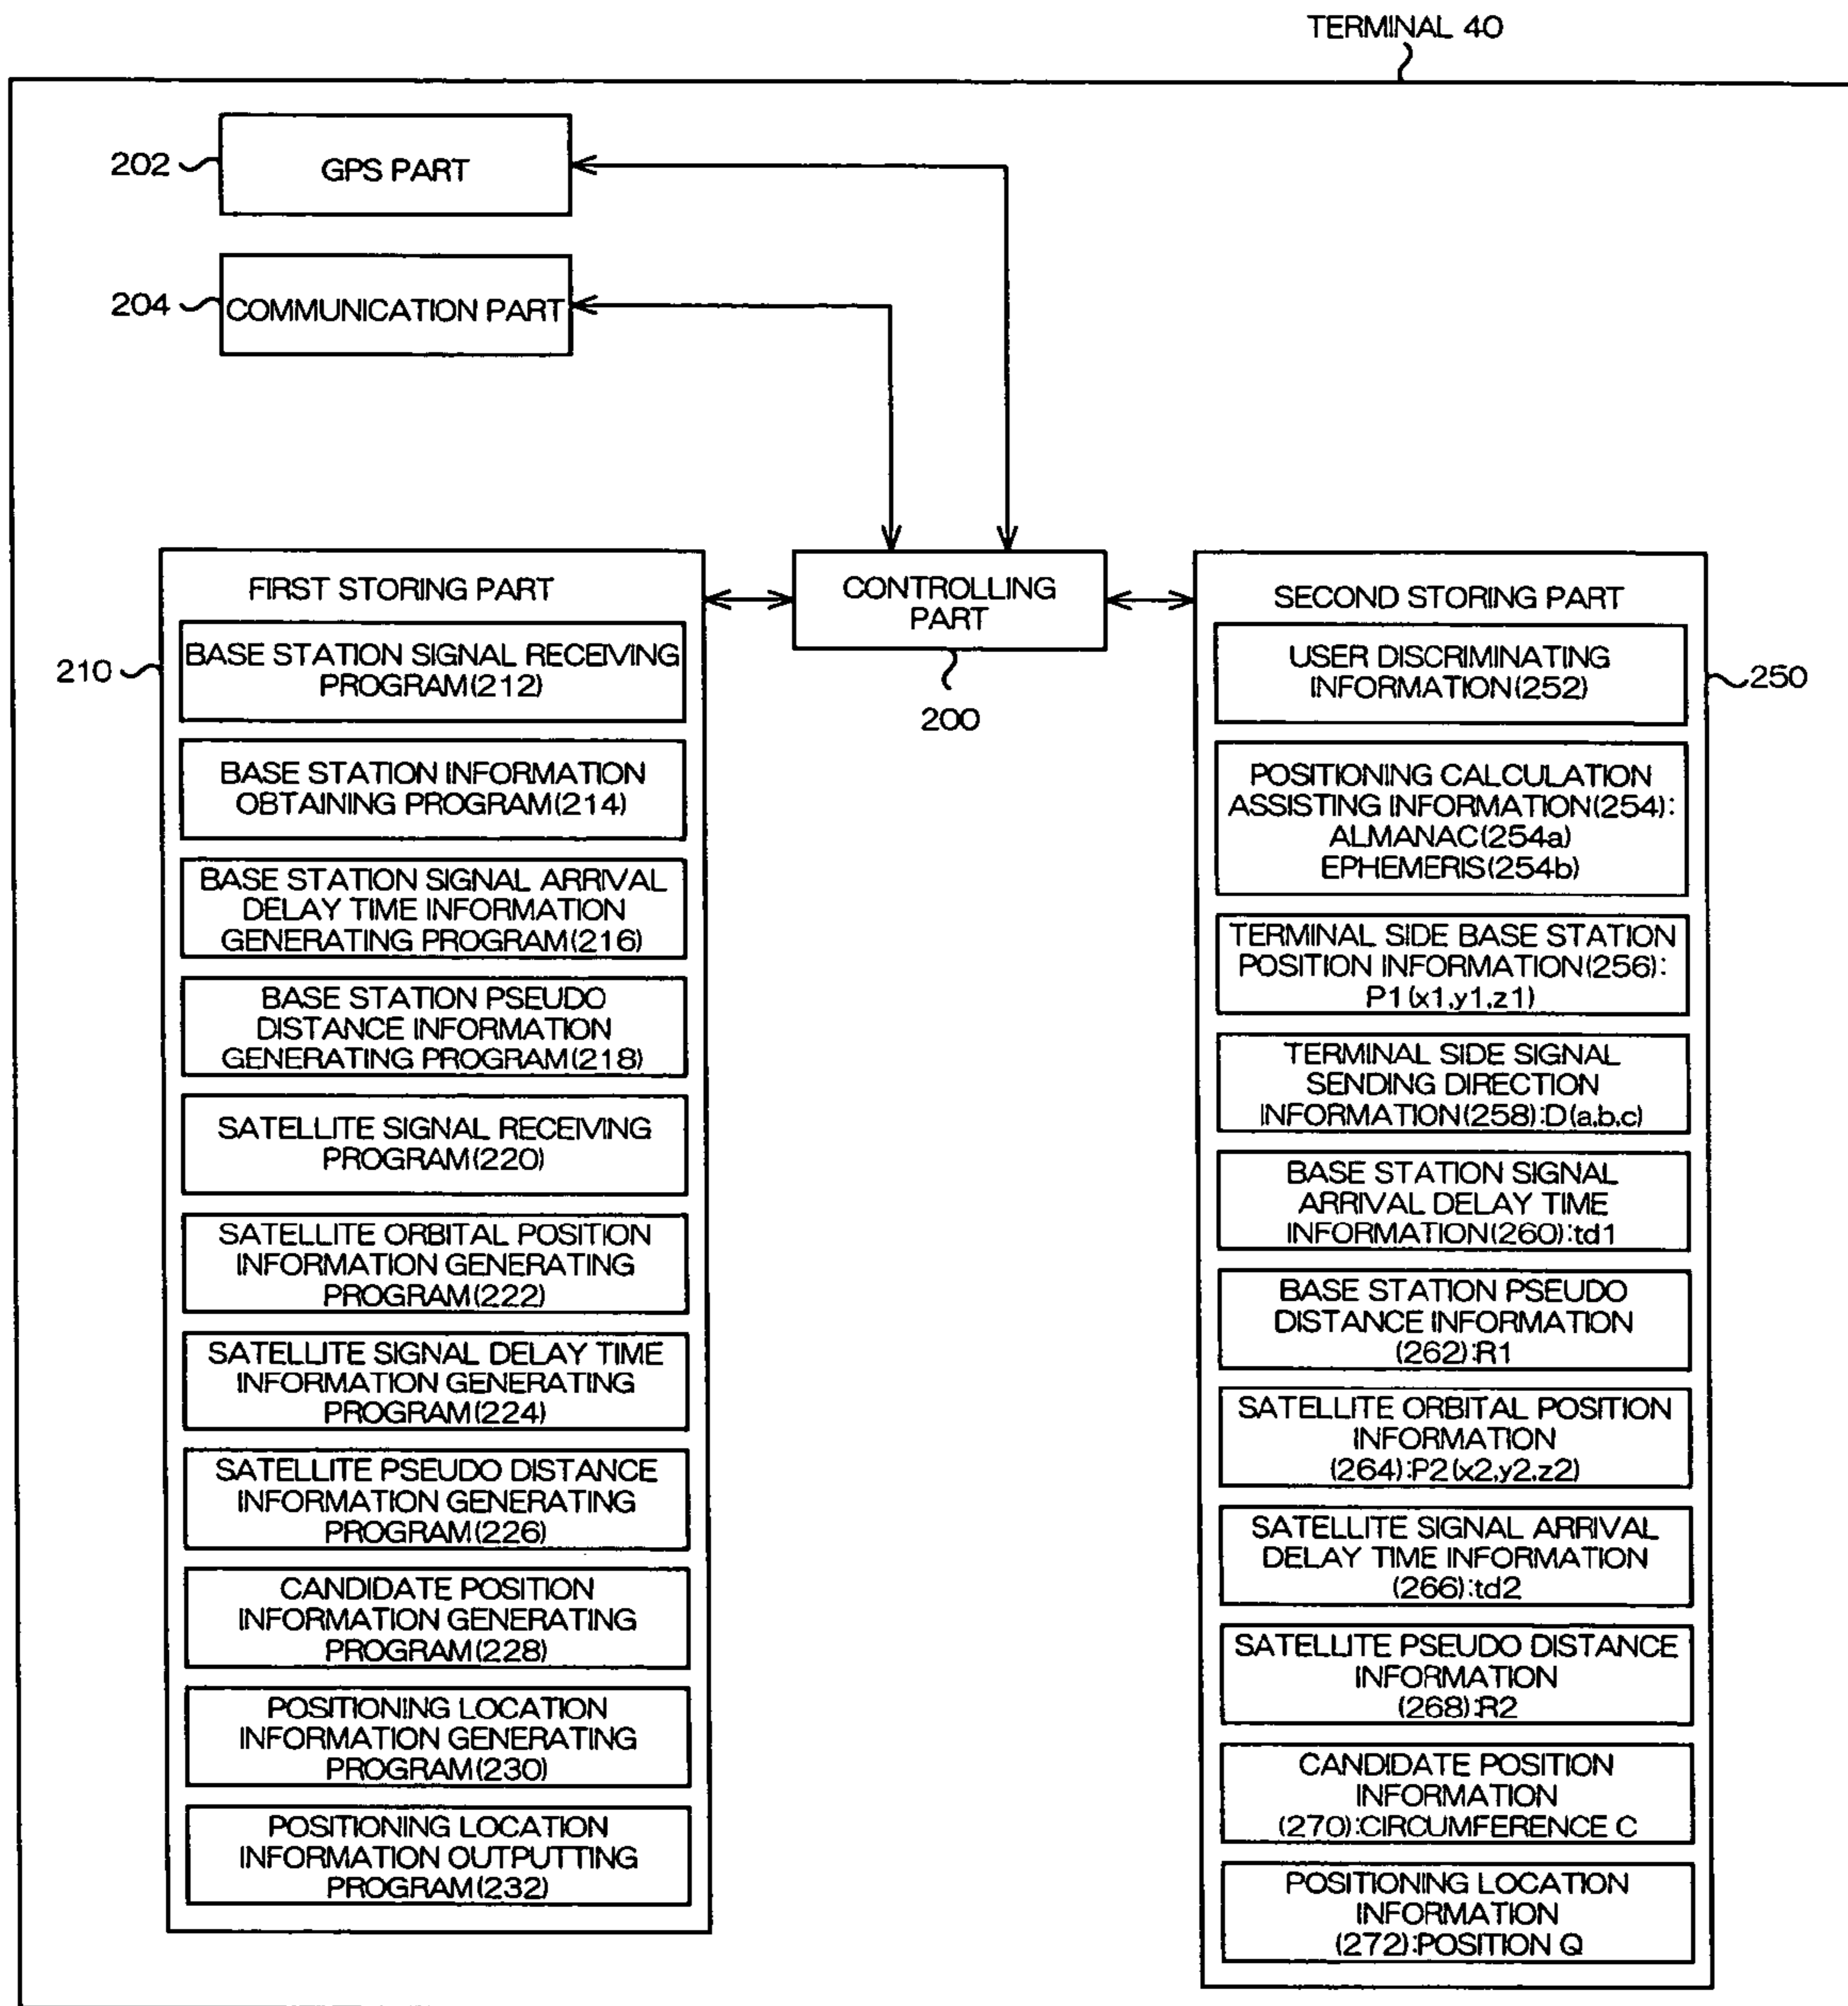 TERMINAL 40
202
GPS PART
204
COMMUNICATION PART
CONTROLLING
PART
200
FIRST STORING PART
210
BASE STATION SIGNAL RECEIVING
PROGRAM(212)
BASE STATION INFORMATION
OBTAINING PROGRAM(214)
BASE STATION SIGNAL ARRIVAL
DELAY TIME INFORMATION
GENERATING PROGRAM(216)
BASE STATION PSEUDO
DISTANCE INFORMATION
GENERATING PROGRAM(218)
SATELLITE SIGNAL RECEIVING
PROGRAM(220)
SATELLITE ORBITAL POSITION
INFORMATION GENERATING
PROGRAM(222)
SATELLITE SIGNAL DELAY TIME
INFORMATION GENERATING
PROGRAM(224)
SATELLITE PSEUDO DISTANCE
INFORMATION GENERATING
PROGRAM(226)
CANDIDATE POSITION
INFORMATION GENERATING
PROGRAM(228)
POSITIONING LOCATION
INFORMATION GENERATING
PROGRAM(230)
POSITIONING LOCATION
INFORMATION OUTPUTTING
PROGRAM(232)
SECOND STORING PART
250
USER DISCRIMINATING
INFORMATION(252)
POSITIONING CALCULATION
ASSISTING INFORMATION(254):
ALMANAC(254a)
EPHEMERIS(254b)
TERMINAL SIDE BASE STATION
POSITION INFORMATION(256):
P1(x1,y1,z1)
TERMINAL SIDE SIGNAL
SENDING DIRECTION
INFORMATION(258):D(a,b,c)
BASE STATION SIGNAL
ARRIVAL DELAY TIME
INFORMATION(260):td1
BASE STATION PSEUDO
DISTANCE INFORMATION
(262):R1
SATELLITE ORBITAL POSITION
INFORMATION
(264):P2(x2,y2,z2)
SATELLITE SIGNAL ARRIVAL
DELAY TIME INFORMATION
(266):td2
SATELLITE PSEUDO DISTANCE
INFORMATION
(268):R2
CANDIDATE POSITION
INFORMATION
(270):CIRCUMFERENCE C
POSITIONING LOCATION
INFORMATION
(272):POSITION Q